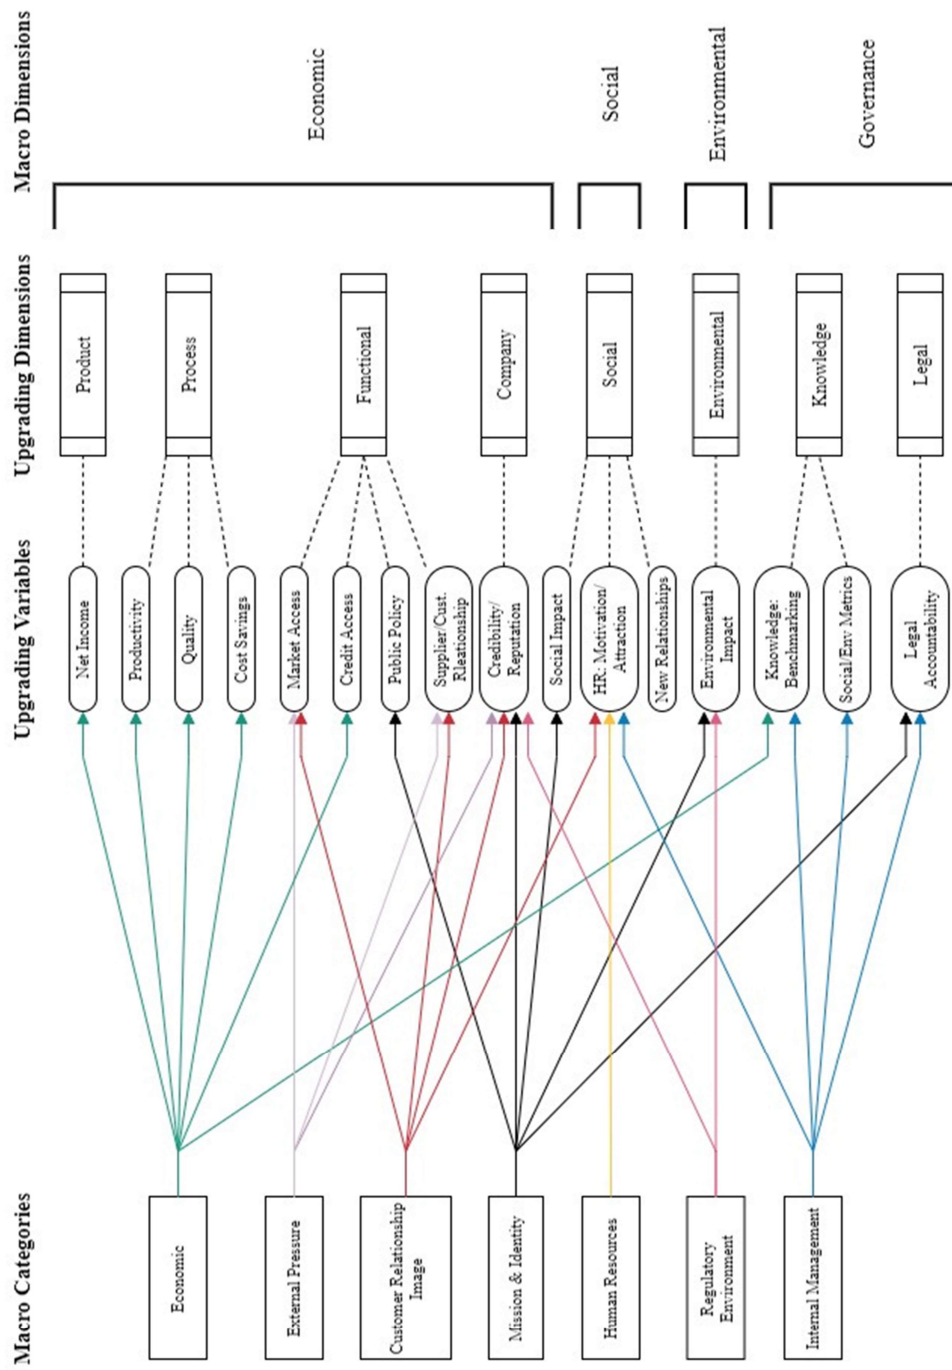 Macro Categories
Economic
External Pressure
Customer Relationship
Image
Mission & Identity
Human Resources
Regulatory
Environment
Internal Management
Upgrading Variables
Net Income
Productivity
Quality
Cost Savings
Market Access
Credit Access
Public Policy
Supplier/Cust.
Rleationship
Credibility/
Reputation
Social Impact
HR: Motivation/
Attraction
New Relationships
Environmental
Impact
Knowledge:
Benchmarking
Social/Env Metrics
Legal
Accountability
Upgrading Dimensions
Product
Process
Functional
Company
Social
Environmental
Knowledge
Legal
Macro Dimensions
Economic
Social
Environmental
Governance